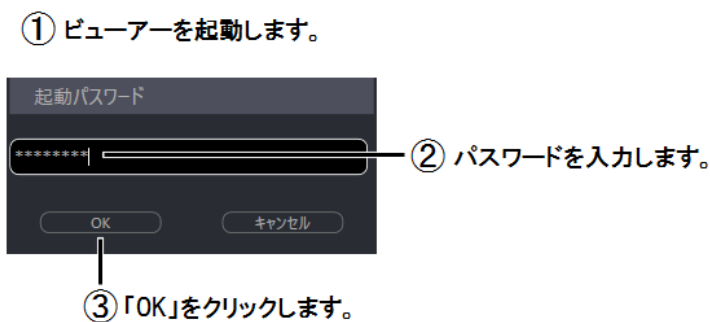 ① ビューアーを起動します。
起動パスワード
********
② パスワードを入力します。
OK
キャンセル
③ 「OK」をクリックします。